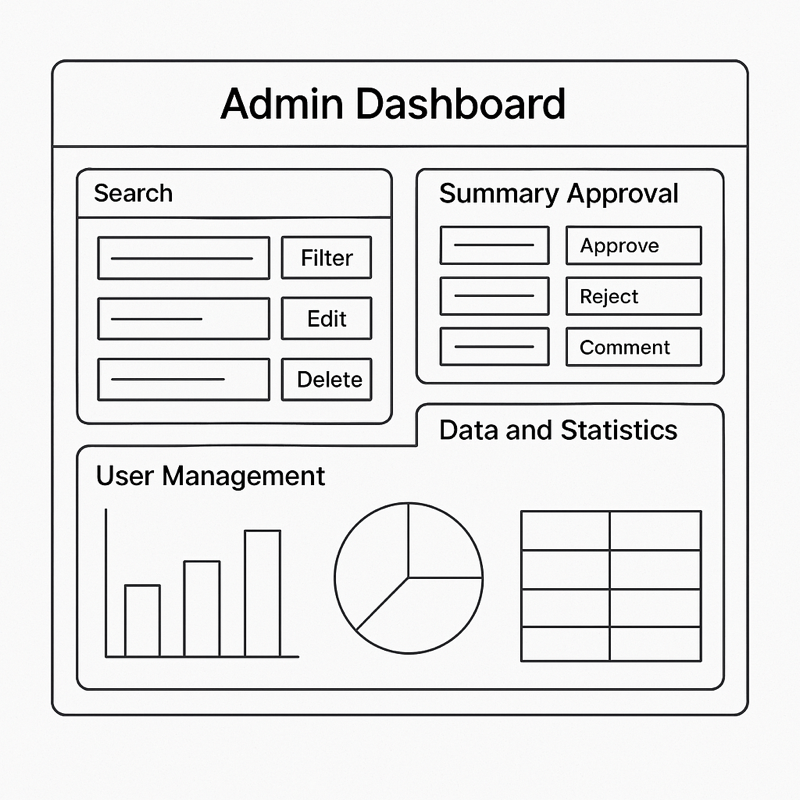 Admin Dashboard
Search
Filter
Edit
Delete
Summary Approval
Approve
Reject
Comment
Data and Statistics
User Management